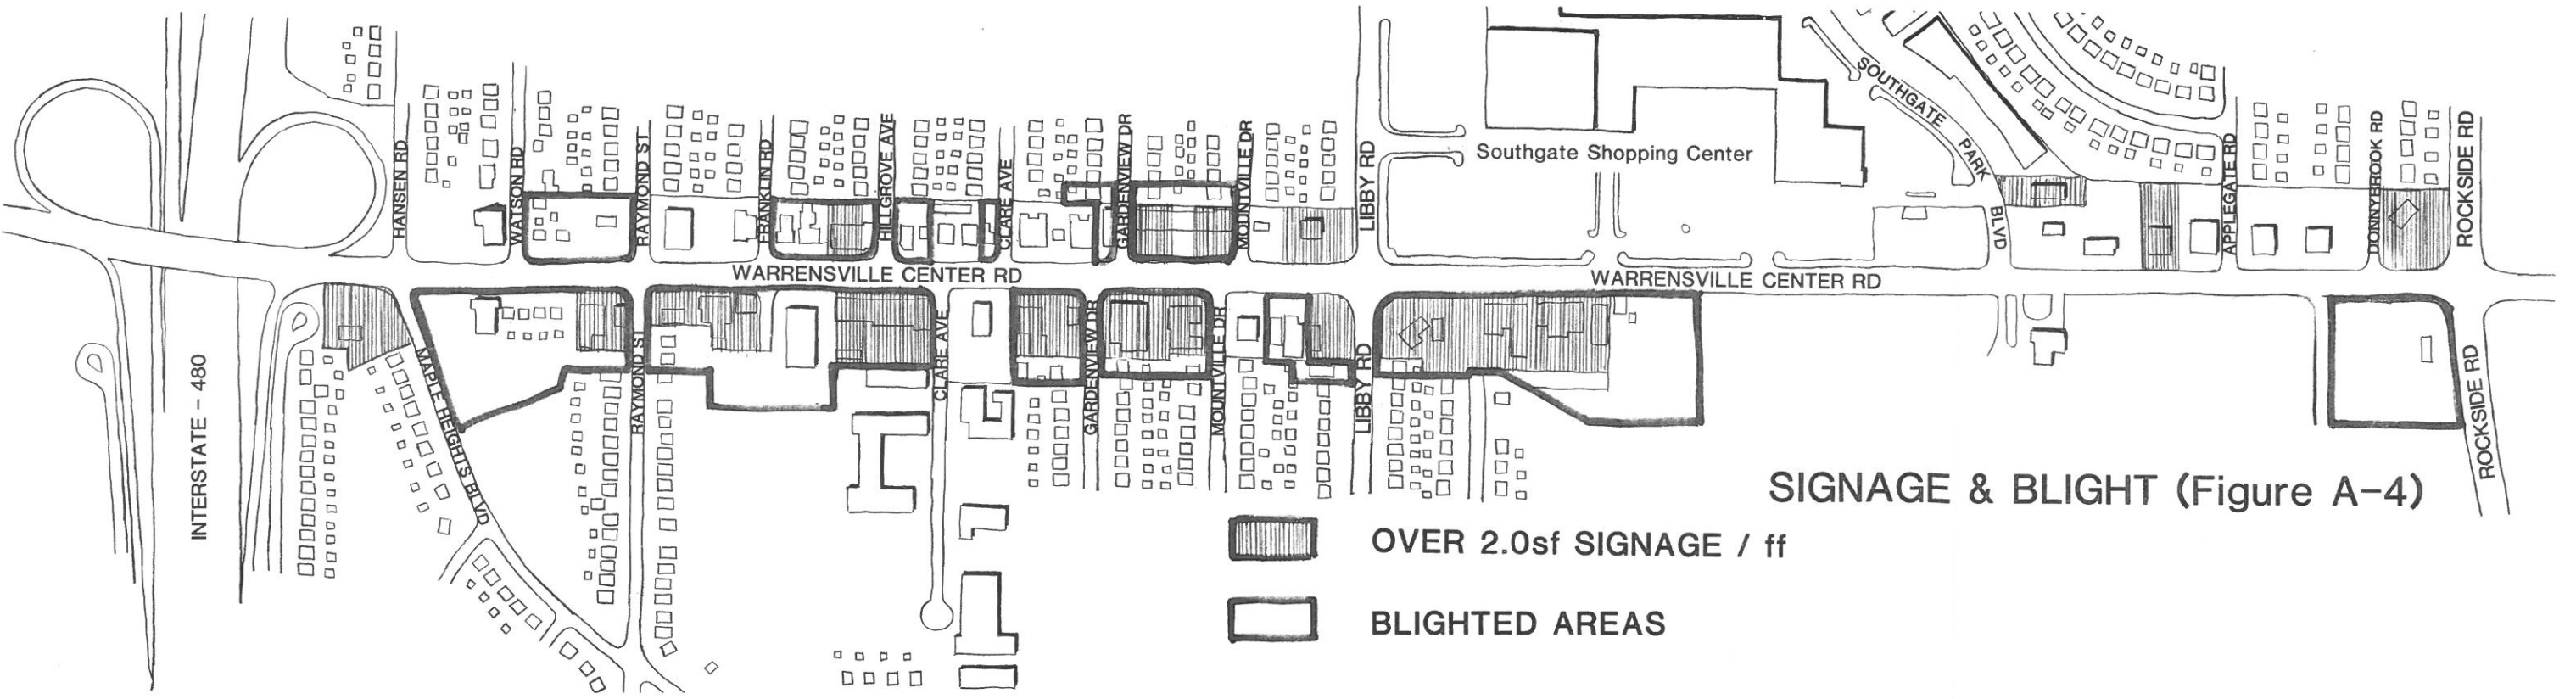 HANSEN RD
WATSON RD
RAYMOND ST
FRANKLIN RD
HILLGROVE AVE
CLARE AVE
GARDENVIEW DR
MOUNTVILLE DR
LIBBY RD
Southgate Shopping Center
SOUTHGATE PARK BLVD
APPLEGATE RD
DONNYBROOK RD
ROCKSIDE RD
WARRENSVILLE CENTER RD
WARRENSVILLE CENTER RD
INTERSTATE - 480
MAPLE HEIGHTS BLVD
RAYMOND ST
CLARE AVE
GARDENVIEW DR
MOUNTVILLE DR
LIBBY RD
ROCKSIDE RD
SIGNAGE & BLIGHT (Figure A-4)
OVER 2.0sf SIGNAGE / ff
BLIGHTED AREAS